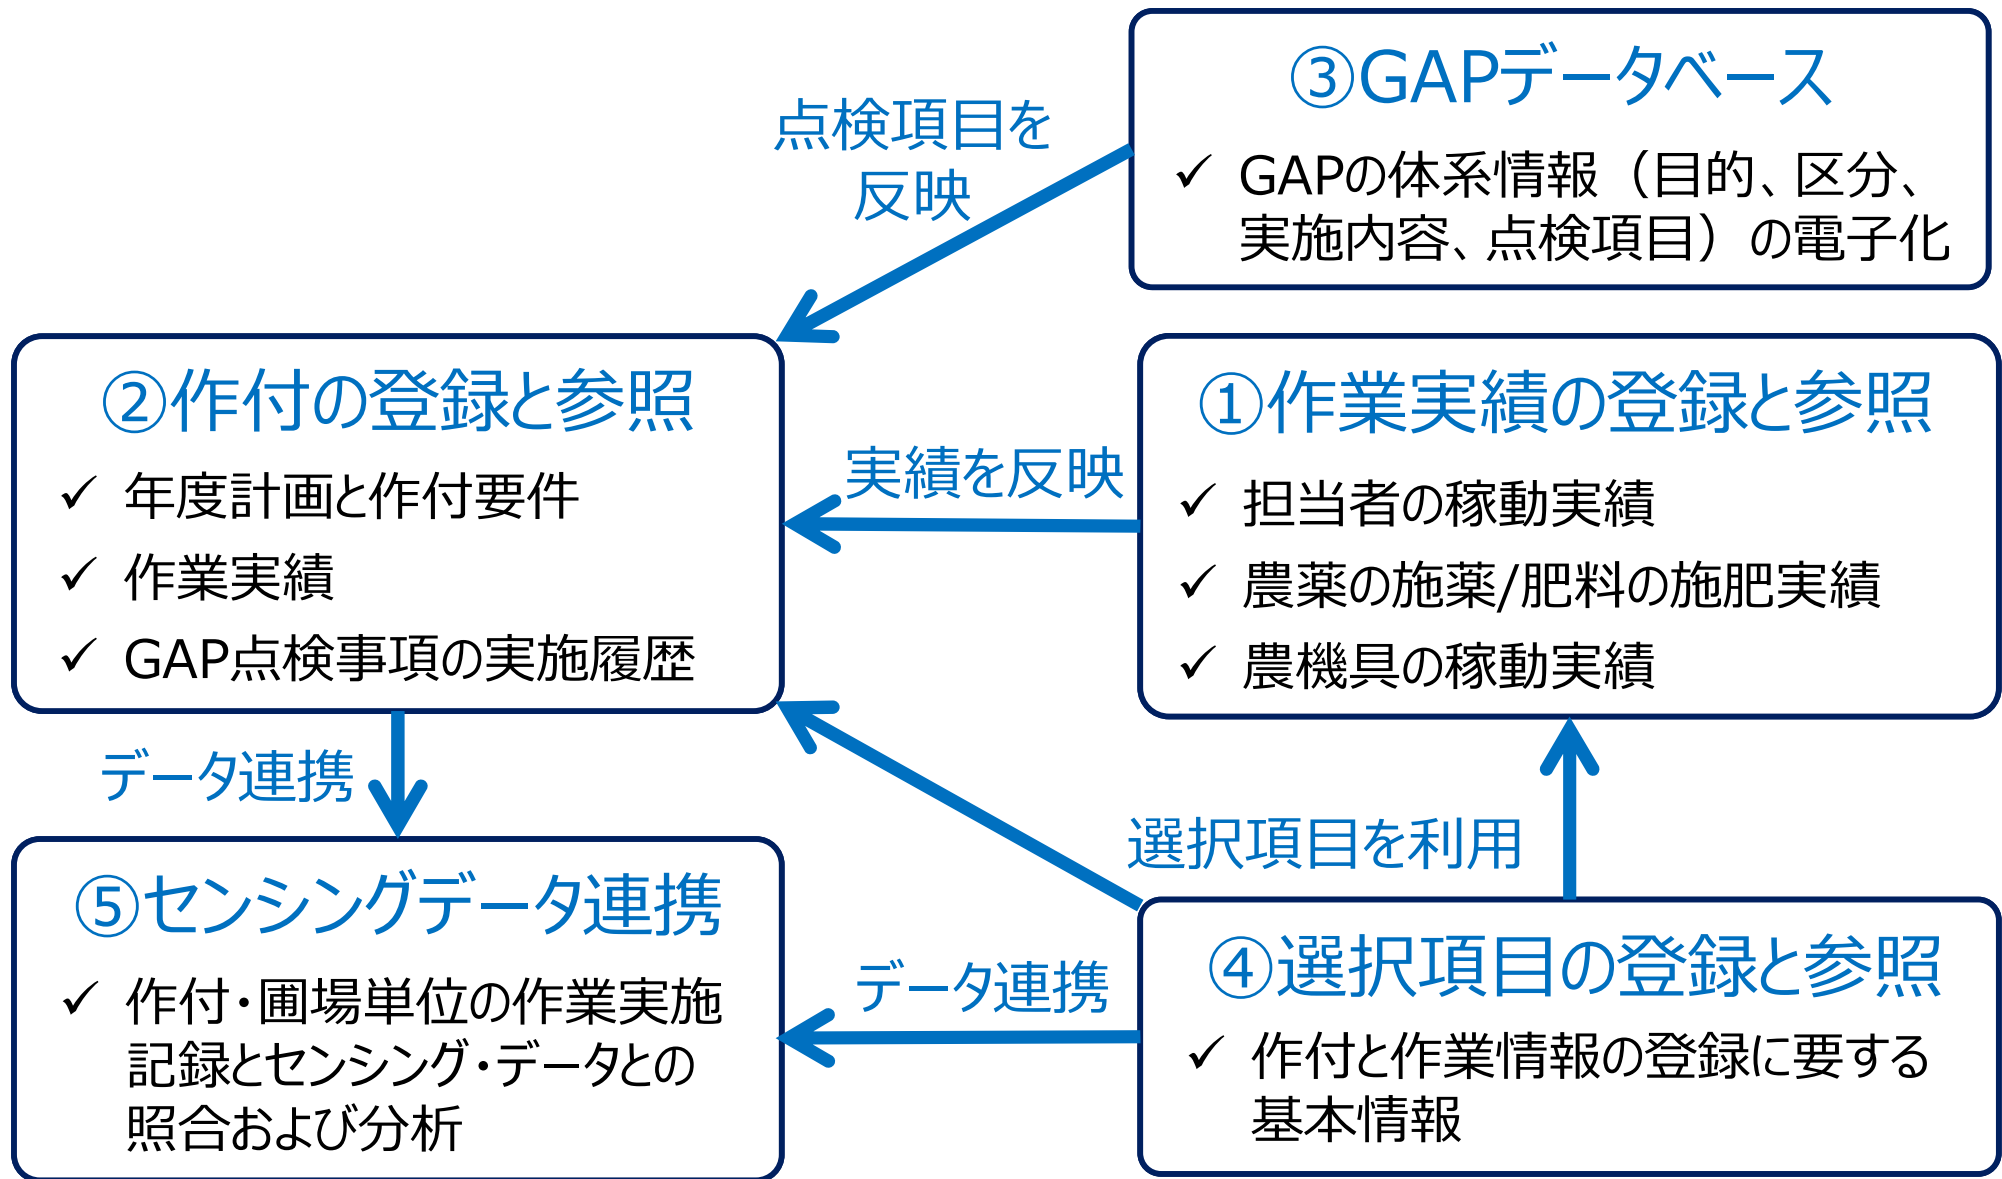 ③GAPデータベース
✓ GAPの体系情報（目的、区分、
実施内容、点検項目）の電子化
点検項目を
反映
②作付の登録と参照
✓ 年度計画と作付要件
✓ 作業実績
✓ GAP点検事項の実施履歴
実績を反映
①作業実績の登録と参照
✓ 担当者の稼動実績
✓ 農薬の施薬/肥料の施肥実績
✓ 農機具の稼動実績
データ連携
選択項目を利用
⑤センシングデータ連携
✓ 作付・圃場単位の作業実施
記録とセンシング・データとの
照合および分析
データ連携
④選択項目の登録と参照
✓ 作付と作業情報の登録に要する
基本情報